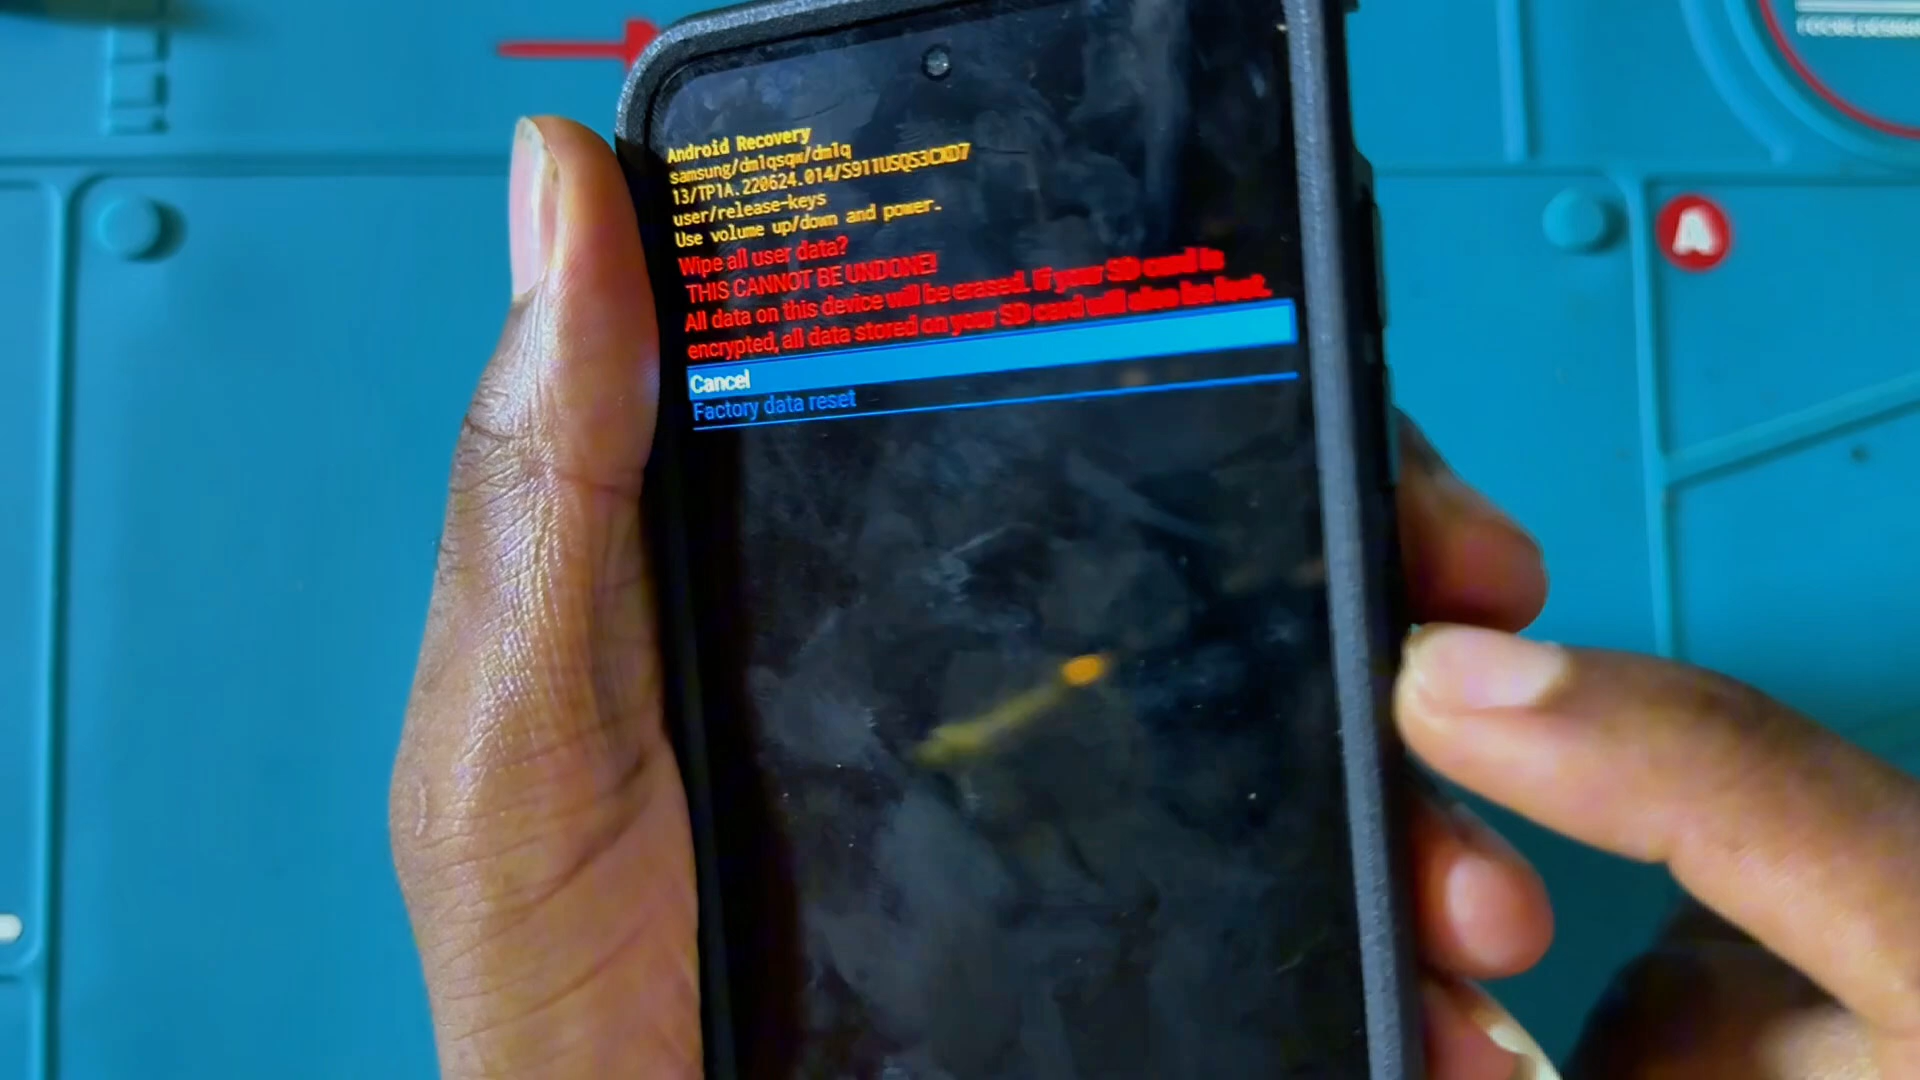 Android Recovery
samsung/dm1qsqw/dm1q
13/TP1A.220624.014/S911USQS3CXD7
user/release-keys
Use volume up/down and power.
Wipe all user data?
THIS CANNOT BE UNDONE!
All data on this device will be erased. If your SD card is
encrypted, all data stored on your SD card will also be lost.
Cancel
Factory data reset
A